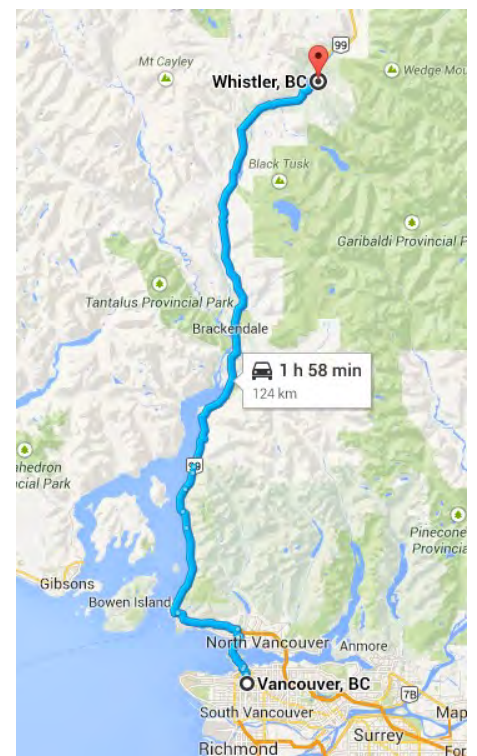 99
Mt Cayley
Whistler, BC
Wedge Mou
Black Tusk
Garibaldi Provincial F
Tantalus Provincial Park
Brackendale
1 h 58 min
124 km
99
ahedron
cial Park
Pinecone
Provincia
Gibsons
Bowen Island
North Vancouver
Anmore
Vancouver, BC
7B
South Vancouver
Map
Surrey
Richmond
For